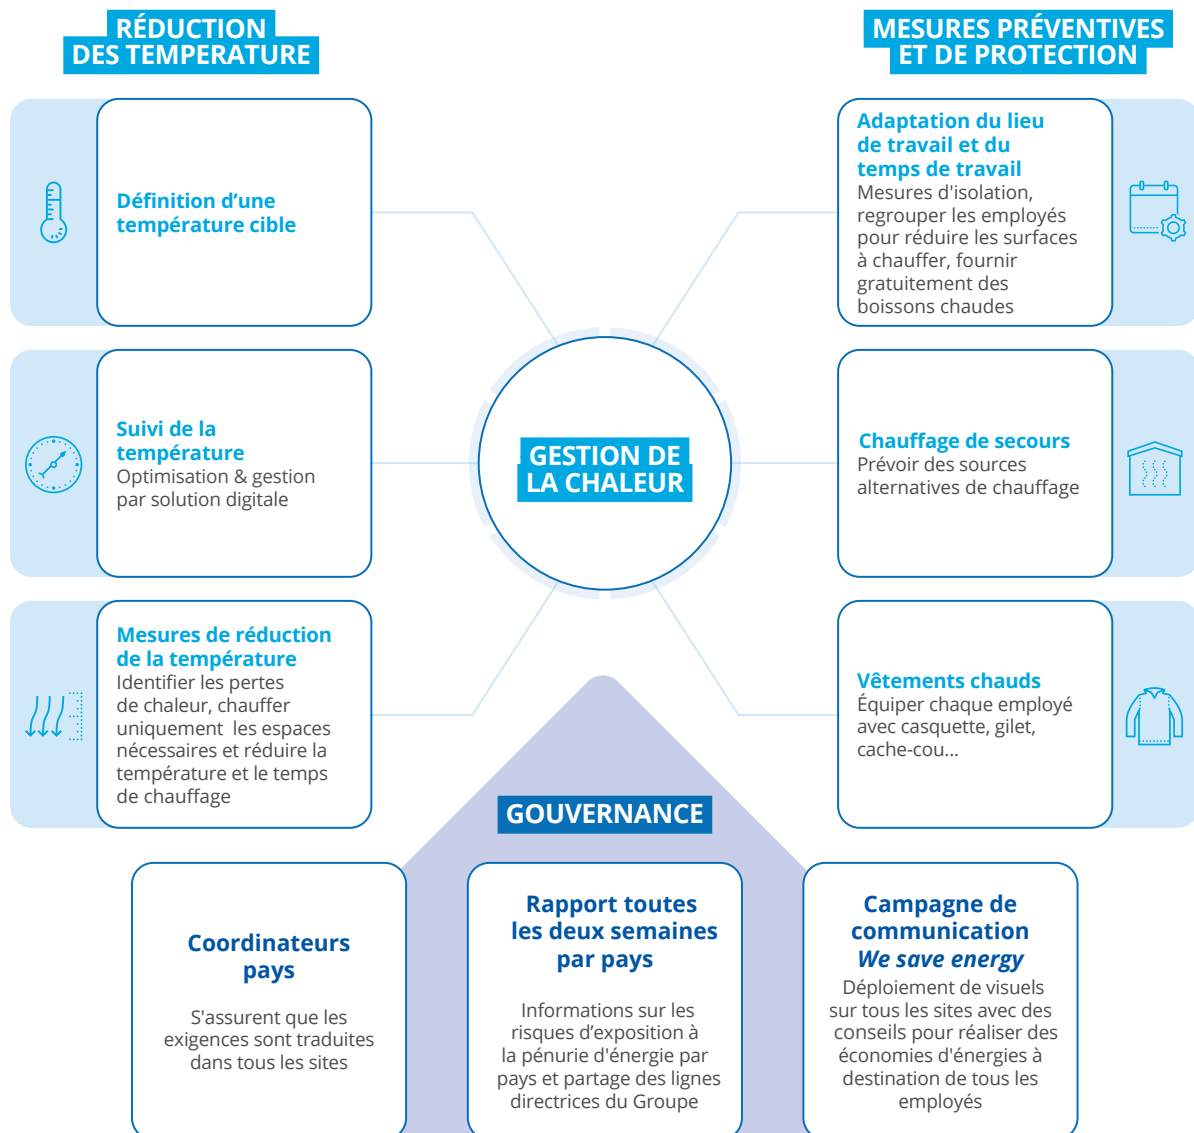 RÉDUCTION
DES TEMPERATURE
Définition d’une
température cible
Suivi de la
température
Optimisation & gestion
par solution digitale
Mesures de réduction
de la température
Identifier les pertes
de chaleur, chauffer
uniquement les espaces
nécessaires et réduire la
température et le temps
de chauffage
GESTION DE
LA CHALEUR
MESURES PRÉVENTIVES
ET DE PROTECTION
Adaptation du lieu
de travail et du
temps de travail
Mesures d'isolation,
regrouper les employés
pour réduire les surfaces
à chauffer, fournir
gratuitement des
boissons chaudes
Chauffage de secours
Prévoir des sources
alternatives de chauffage
Vêtements chauds
Équiper chaque employé
avec casquette, gilet,
cache-cou...
GOUVERNANCE
Coordinateurs
pays
S'assurent que les
exigences sont traduites
dans tous les sites
Rapport toutes
les deux semaines
par pays
Informations sur les
risques d’exposition à
la pénurie d'énergie par
pays et partage des lignes
directrices du Groupe
Campagne de
communication
We save energy
Déploiement de visuels
sur tous les sites avec des
conseils pour réaliser des
économies d'énergies à
destination de tous les
employés